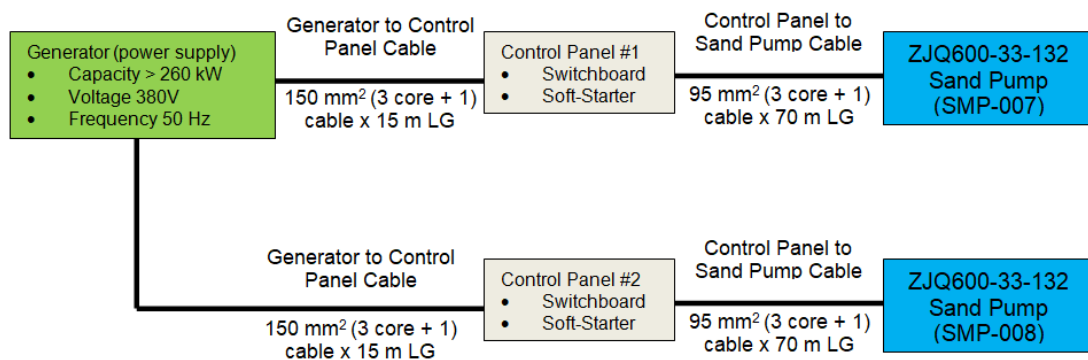 Generator (power supply)
• Capacity > 260 kW
• Voltage 380V
• Frequency 50 Hz
Generator to Control
Panel Cable
150 mm² (3 core + 1)
cable x 15 m LG
Control Panel #1
• Switchboard
• Soft-Starter
Control Panel to
Sand Pump Cable
95 mm² (3 core + 1)
cable x 70 m LG
ZJQ600-33-132
Sand Pump
(SMP-007)
Generator to Control
Panel Cable
150 mm² (3 core + 1)
cable x 15 m LG
Control Panel #2
• Switchboard
• Soft-Starter
Control Panel to
Sand Pump Cable
95 mm² (3 core + 1)
cable x 70 m LG
ZJQ600-33-132
Sand Pump
(SMP-008)